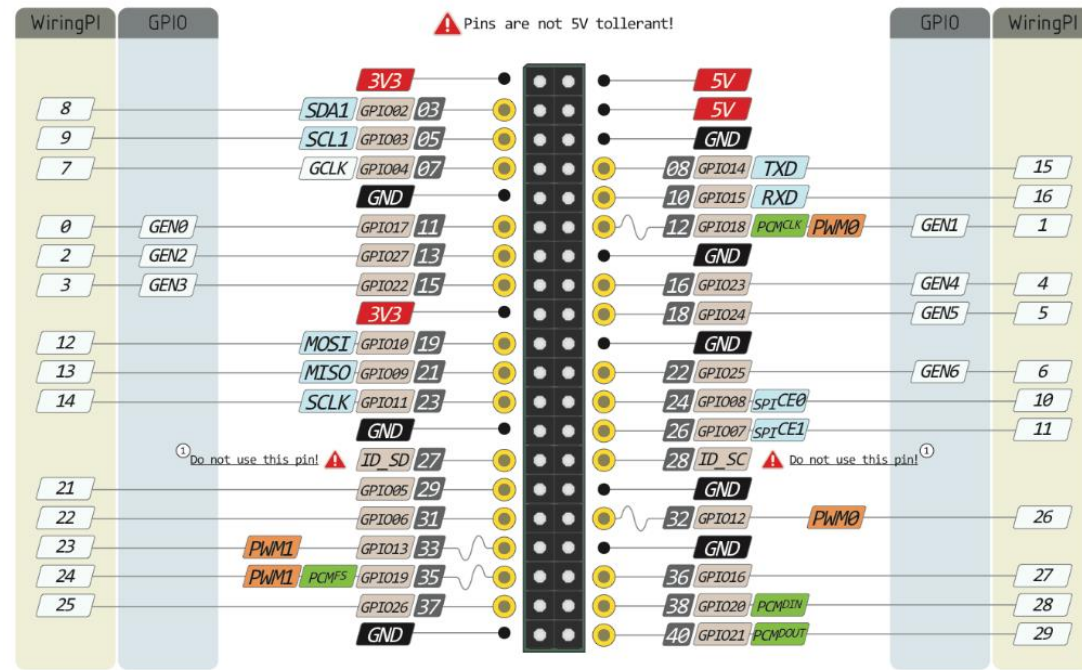 WiringPI GPIO Pins are not 5V tollerant! GPIO WiringPI
3V3 5V
8 SDA1 GPIO02 03 5V
9 SCL1 GPIO03 05 GND
7 GCLK GPIO04 07 08 GPIO14 TXD 15
GND 10 GPIO15 RXD 16
0 GEN0 GPIO17 11 12 GPIO18 PCMCLK PWM0 GEN1 1
2 GEN2 GPIO27 13 GND
3 GEN3 GPIO22 15 16 GPIO23 GEN4 4
3V3 18 GPIO24 GEN5 5
12 MOSI GPIO10 19 GND
13 MISO GPIO09 21 22 GPIO25 GEN6 6
14 SCLK GPIO11 23 24 GPIO08 SPICE0 10
GND 26 GPIO07 SPICE1 11
1 Do not use this pin! ID_SD 27 28 ID_SC Do not use this pin! 1
21 GPIO05 29 GND
22 GPIO06 31 32 GPIO12 PWM0 26
23 PWM1 GPIO13 33 GND
24 PWM1 PCMFS GPIO19 35 36 GPIO16 27
25 GPIO26 37 38 GPIO20 PCMDIN 28
GND 40 GPIO21 PCMDOUT 29